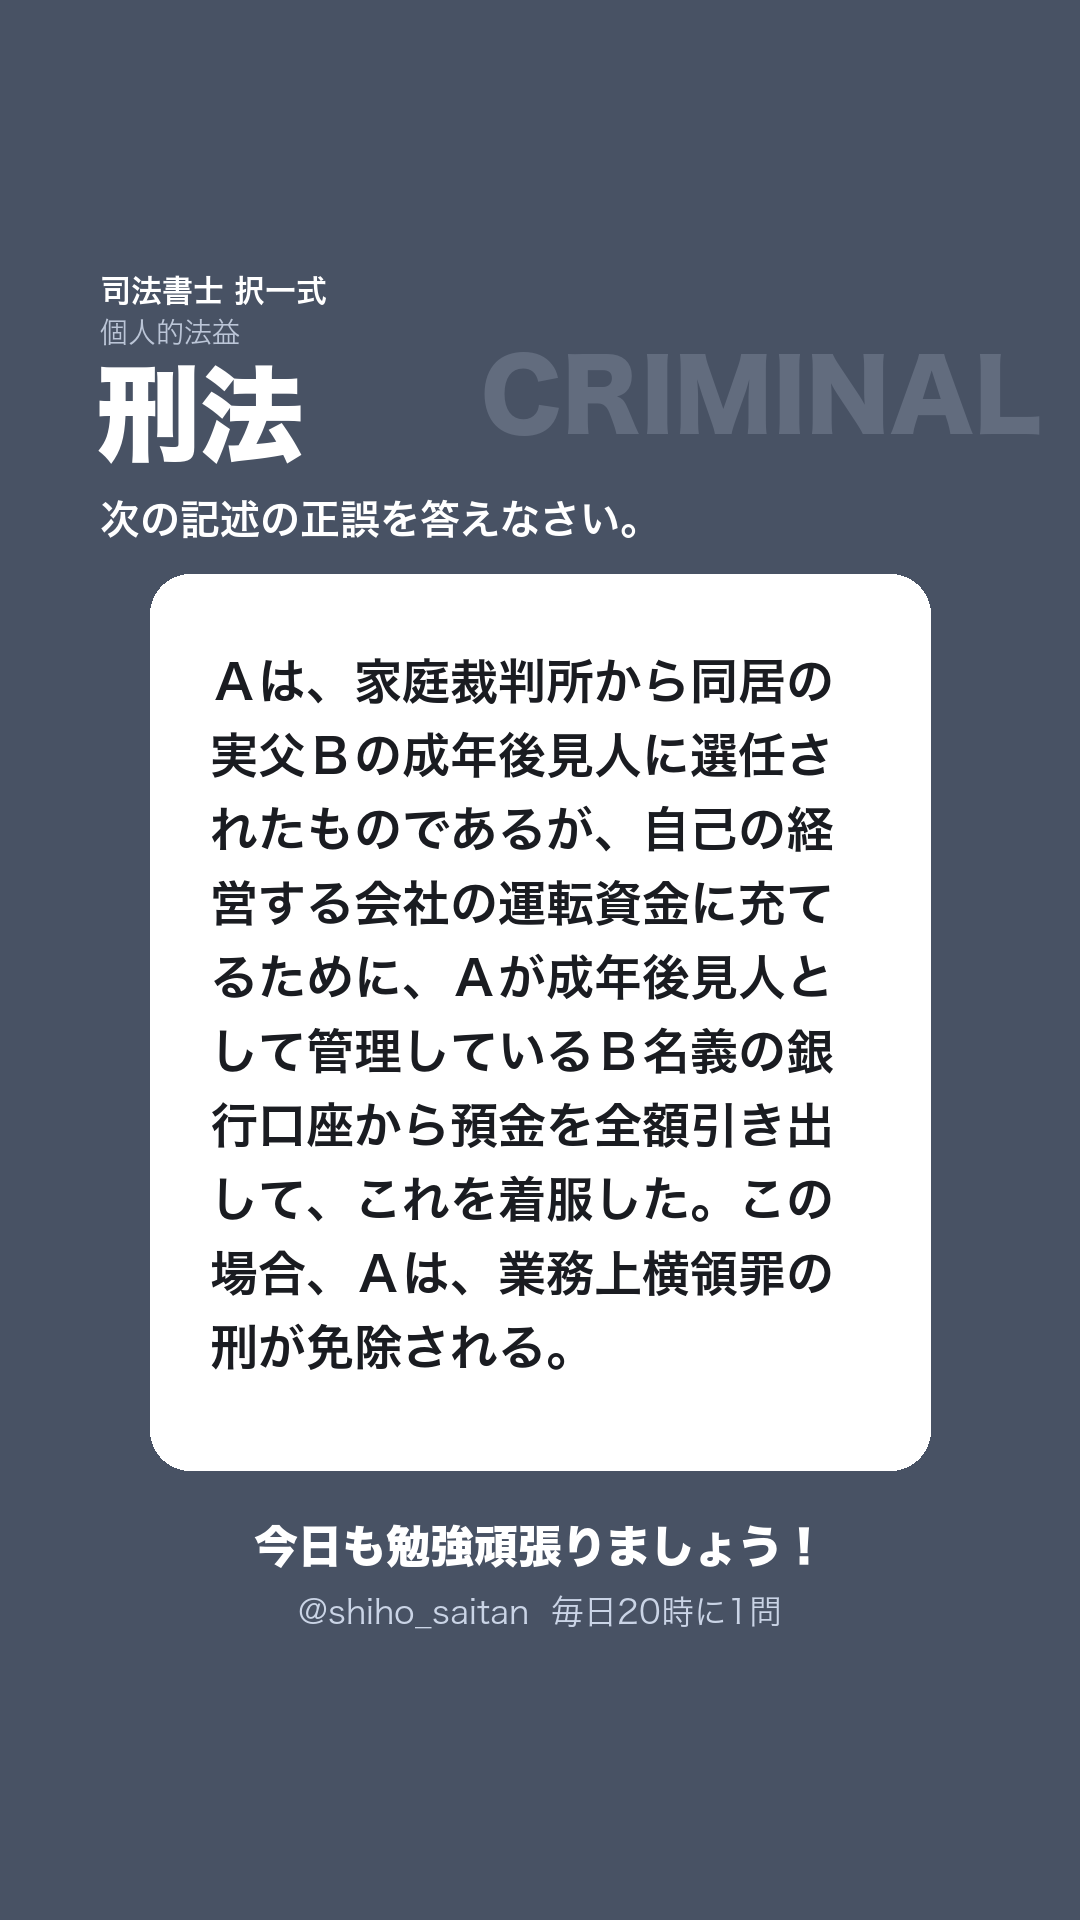 司法書士 択一式
個人的法益
刑法
CRIMINAL
次の記述の正誤を答えなさい。
Ａは、家庭裁判所から同居の
実父Ｂの成年後見人に選任さ
れたものであるが、自己の経
営する会社の運転資金に充て
るために、Ａが成年後見人と
して管理しているＢ名義の銀
行口座から預金を全額引き出
して、これを着服した。この
場合、Ａは、業務上横領罪の
刑が免除される。
今日も勉強頑張りましょう！
@shiho_saitan 毎日20時に1問